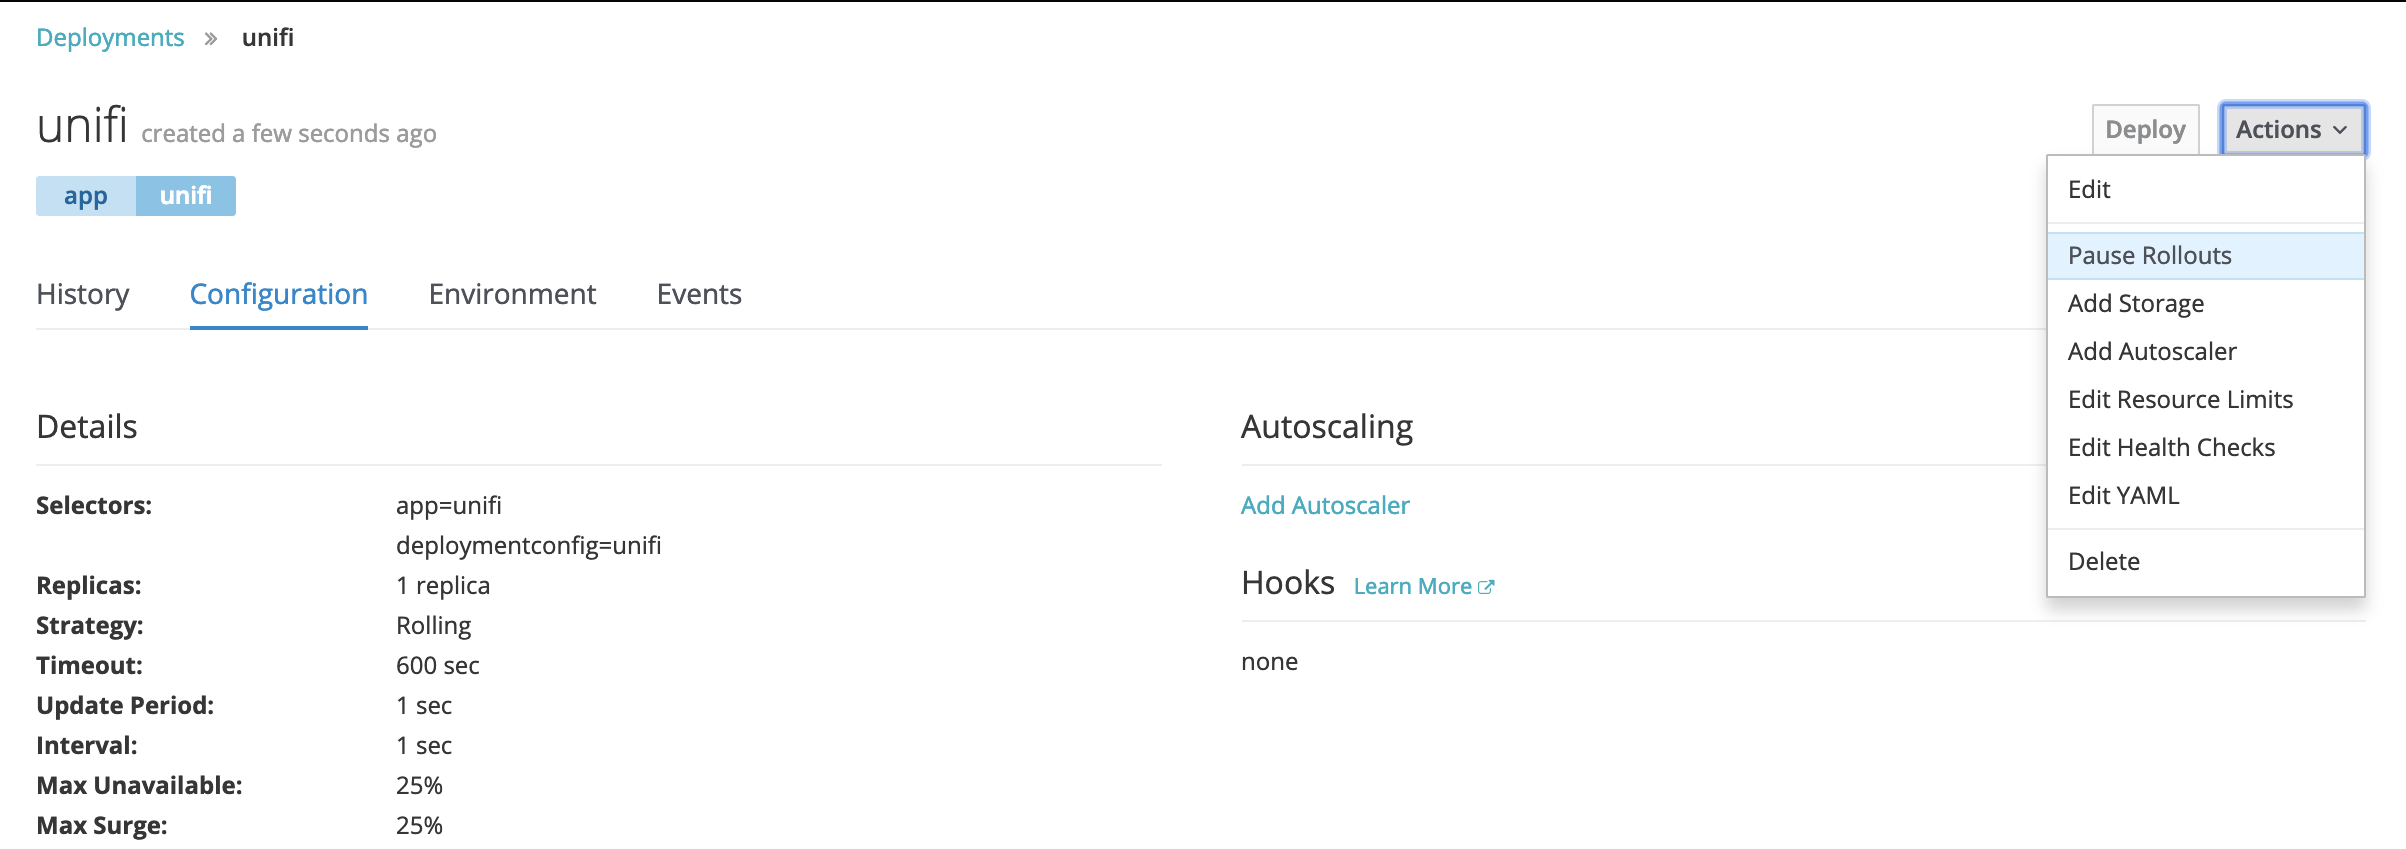 Deployments » unifi
unifi created a few seconds ago
Deploy
Actions
app unifi
Edit
Pause Rollouts
Add Storage
Add Autoscaler
Edit Resource Limits
Edit Health Checks
Edit YAML
Delete
History Configuration Environment Events
Details
Selectors: app=unifi
deploymentconfig=unifi
Replicas: 1 replica
Strategy: Rolling
Timeout: 600 sec
Update Period: 1 sec
Interval: 1 sec
Max Unavailable: 25%
Max Surge: 25%
Autoscaling
Add Autoscaler
Hooks Learn More
none